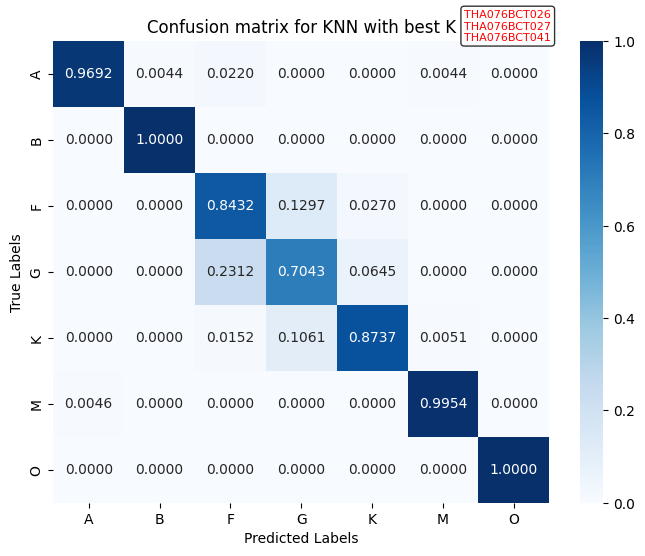 Confusion matrix for KNN with best K
THA076BCT026
THA076BCT027
THA076BCT041
A 0.9692 0.0044 0.0220 0.0000 0.0000 0.0044 0.0000
B 0.0000 1.0000 0.0000 0.0000 0.0000 0.0000 0.0000
F 0.0000 0.0000 0.8432 0.1297 0.0270 0.0000 0.0000
G 0.0000 0.0000 0.2312 0.7043 0.0645 0.0000 0.0000
K 0.0000 0.0000 0.0152 0.1061 0.8737 0.0051 0.0000
M 0.0046 0.0000 0.0000 0.0000 0.0000 0.9954 0.0000
O 0.0000 0.0000 0.0000 0.0000 0.0000 0.0000 1.0000
A B F G K M O
True Labels
Predicted Labels
1.0
0.8
0.6
0.4
0.2
0.0